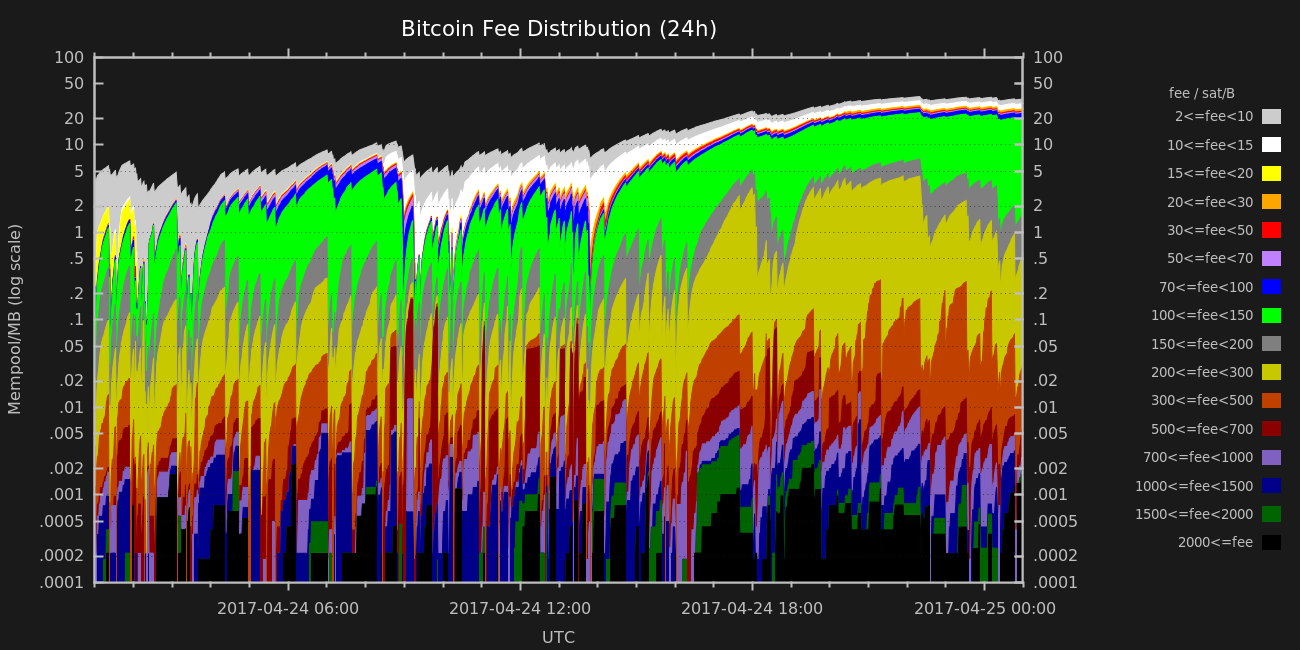 Bitcoin Fee Distribution (24h)
Mempool/MB (log scale)
100
50
20
10
5
2
1
.5
.2
.1
.05
.02
.01
.005
.002
.001
.0005
.0002
.0001
100
50
20
10
5
2
1
.5
.2
.1
.05
.02
.01
.005
.002
.001
.0005
.0002
.0001
2017-04-24 06:00
2017-04-24 12:00
2017-04-24 18:00
2017-04-25 00:00
UTC
fee / sat/B
2<=fee<10
10<=fee<15
15<=fee<20
20<=fee<30
30<=fee<50
50<=fee<70
70<=fee<100
100<=fee<150
150<=fee<200
200<=fee<300
300<=fee<500
500<=fee<700
700<=fee<1000
1000<=fee<1500
1500<=fee<2000
2000<=fee